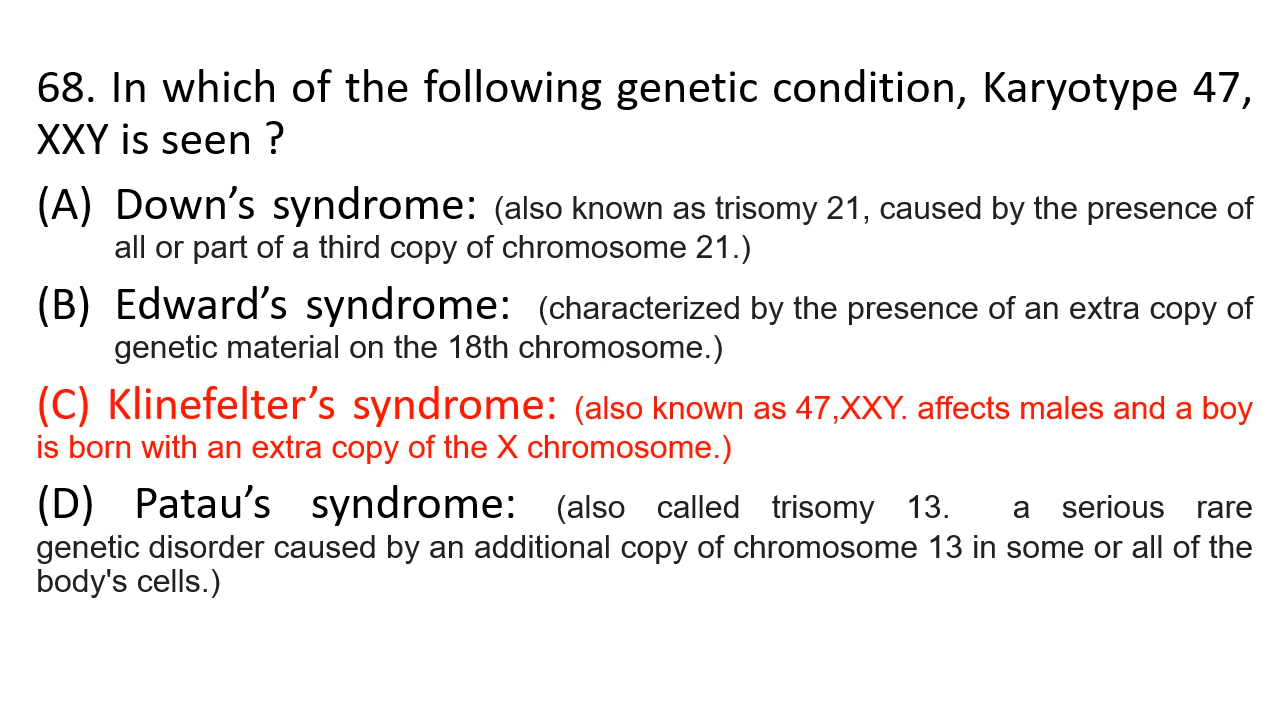 68. In which of the following genetic condition, Karyotype 47,
XXY is seen ?
(A) Down’s syndrome: (also known as trisomy 21, caused by the presence of
all or part of a third copy of chromosome 21.)
(B) Edward’s syndrome: (characterized by the presence of an extra copy of
genetic material on the 18th chromosome.)
(C) Klinefelter’s syndrome: (also known as 47,XXY. affects males and a boy
is born with an extra copy of the X chromosome.)
(D) Patau’s syndrome: (also called trisomy 13. a serious rare
genetic disorder caused by an additional copy of chromosome 13 in some or all of the
body's cells.)